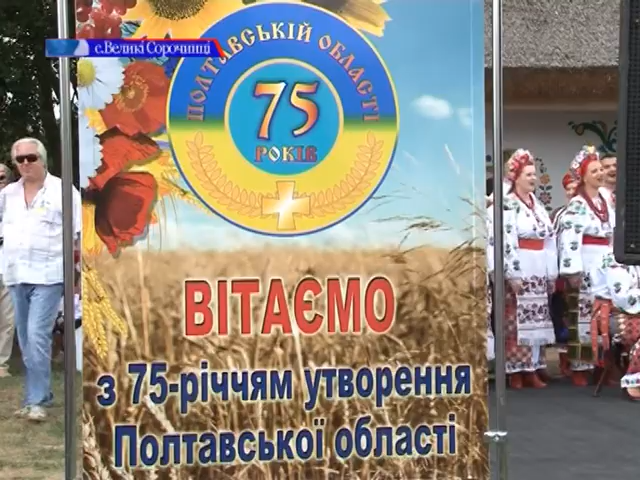 с.Великі Сорочинці
ПОЛТАВСЬКІЙ ОБЛАСТІ
75
РОКІВ
ВІТАЄМО
з 75-річчям утворення
Полтавської області